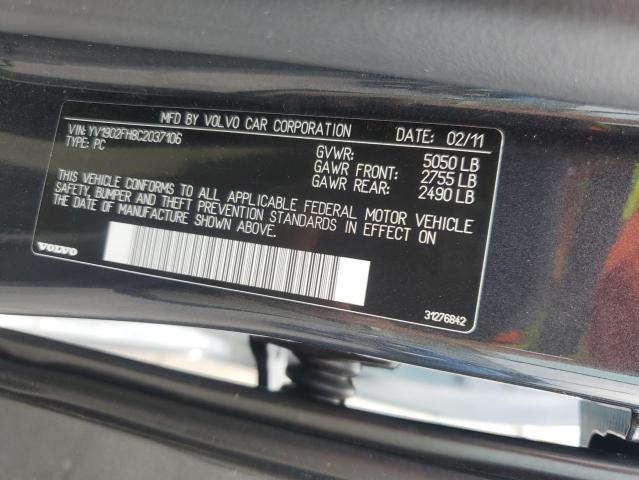 MFD BY VOLVO CAR CORPORATION DATE: 02/11
VIN: YV1902FH8C2037106
TYPE: PC
GVWR: 5050 LB
GAWR FRONT: 2755 LB
GAWR REAR: 2490 LB
THIS VEHICLE CONFORMS TO ALL APPLICABLE FEDERAL MOTOR VEHICLE
SAFETY, BUMPER AND THEFT PREVENTION STANDARDS IN EFFECT ON
THE DATE OF MANUFACTURE SHOWN ABOVE.
VOLVO
31276842